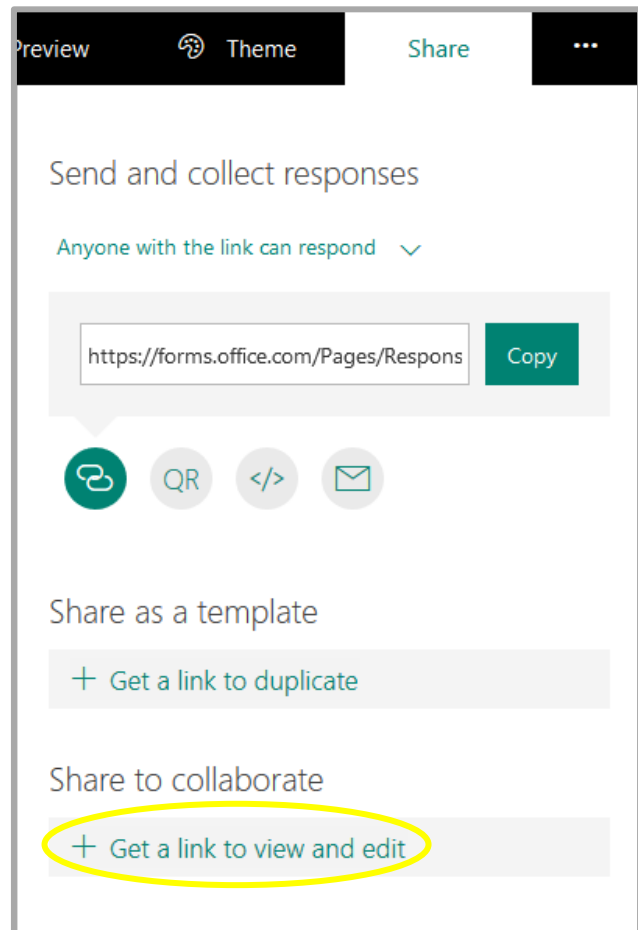 Preview Theme Share ...
Send and collect responses
Anyone with the link can respond
https://forms.office.com/Pages/Respons Copy
QR </>
Share as a template
+ Get a link to duplicate
Share to collaborate
+ Get a link to view and edit